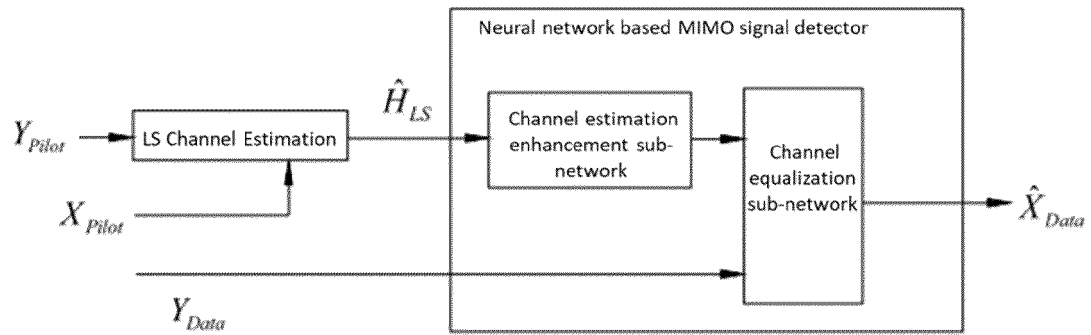 Neural network based MIMO signal detector
Y_Pilot
LS Channel Estimation
X_Pilot
Ĥ_LS
Channel estimation
enhancement sub-
network
Channel
equalization
sub-network
X̂_Data
Y_Data